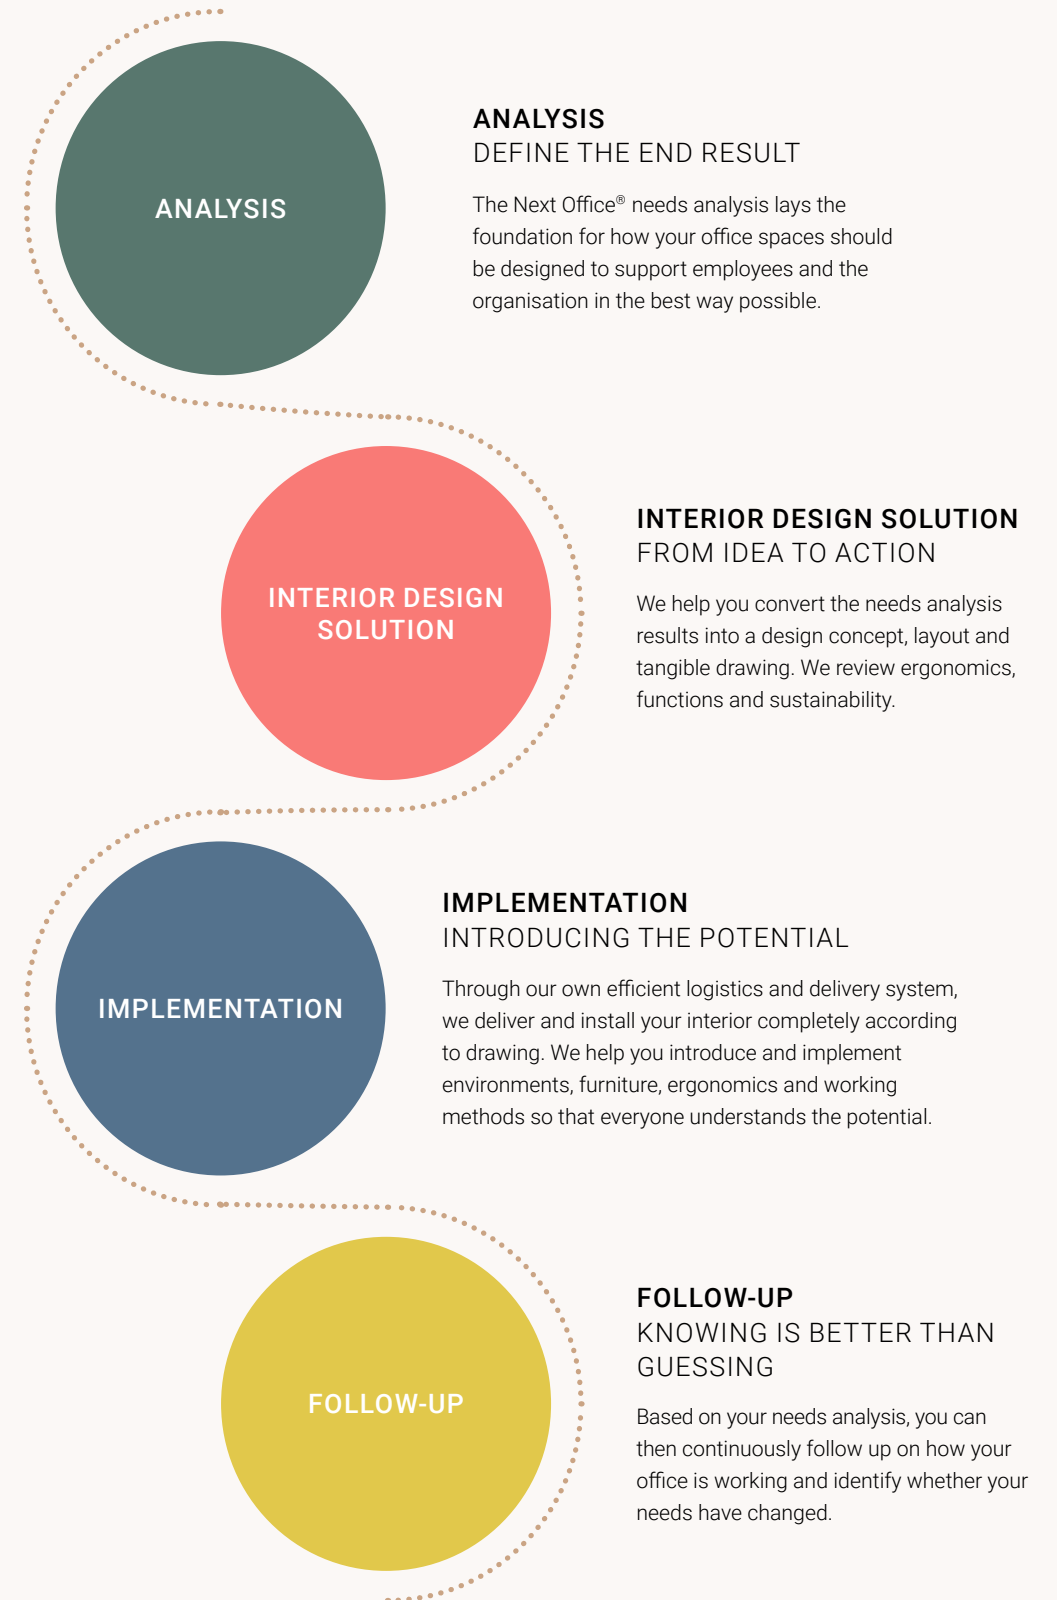 ANALYSIS
ANALYSIS
DEFINE THE END RESULT
The Next Office® needs analysis lays the
foundation for how your office spaces should
be designed to support employees and the
organisation in the best way possible.
INTERIOR DESIGN
SOLUTION
INTERIOR DESIGN SOLUTION
FROM IDEA TO ACTION
We help you convert the needs analysis
results into a design concept, layout and
tangible drawing. We review ergonomics,
functions and sustainability.
IMPLEMENTATION
IMPLEMENTATION
INTRODUCING THE POTENTIAL
Through our own efficient logistics and delivery system,
we deliver and install your interior completely according
to drawing. We help you introduce and implement
environments, furniture, ergonomics and working
methods so that everyone understands the potential.
FOLLOW-UP
FOLLOW-UP
KNOWING IS BETTER THAN
GUESSING
Based on your needs analysis, you can
then continuously follow up on how your
office is working and identify whether your
needs have changed.